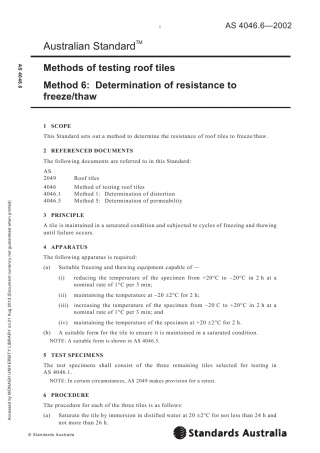 AS 4046.6—2002
1
Australian Standard™
Methods of testing roof tiles
Method 6: Determination of resistance to
freeze/thaw
1 SCOPE
This Standard sets out a method to determine the resistance of roof tiles to freeze/thaw.
2 REFERENCED DOCUMENTS
The following documents are referred to in this Standard:
AS
2049 Roof tiles
4046 Method of testing roof tiles
4046.1 Method 1: Determination of distortion
4046.5 Method 5: Determination of permeability
3 PRINCIPLE
A tile is maintained in a saturated condition and subjected to cycles of freezing and thawing
until failure occurs.
4 APPARATUS
The following apparatus is required:
(a) Suitable freezing and thawing equipment capable of —
(i) reducing the temperature of the specimen from +20°C to −20°C in 2 h at a
nominal rate of 1°C per 3 min;
(ii) maintaining the temperature at −20 ±2°C for 2 h;
(iii) increasing the temperature of the specimen from −20 C to +20°C in 2 h at a
nominal rate of 1°C per 3 min; and
(iv) maintaining the temperature of the specimen at +20 ±2°C for 2 h.
(b) A suitable form for the tile to ensure it is maintained in a saturated condition.
NOTE: A suitable form is shown in AS 4046.5.
5 TEST SPECIMENS
The test specimens shall consist of the three remaining tiles selected for testing in
AS 4046.1.
NOTE: In certain circumstances, AS 2049 makes provision for a retest.
6 PROCEDURE
The procedure for each of the three tiles is as follows:
(a) Saturate the tile by immersion in distilled water at 20 ±2°C for not less than 24 h and
not more than 26 h.
© Standards Australia
Standards Australia
AS 4046.6
Accessed by MONASH UNIVERSITY LIBRARY on 21 Aug 2012 (Document currency not guaranteed when printed)